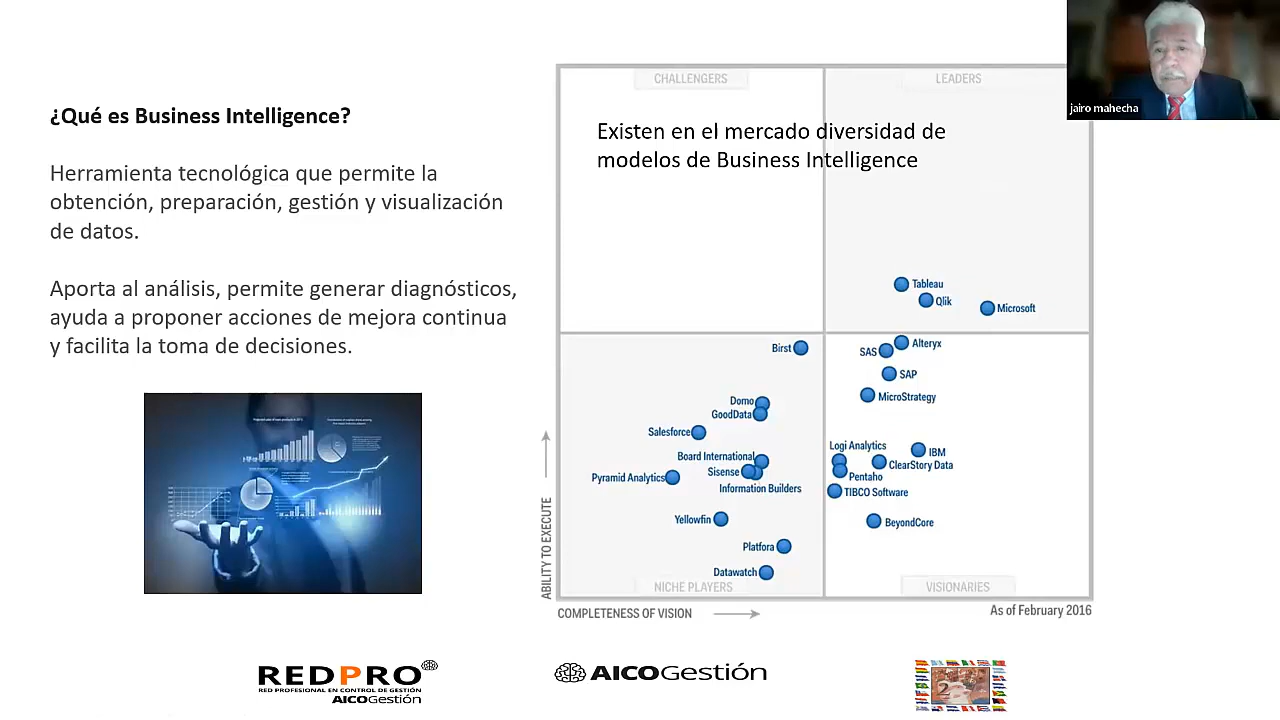 ¿Qué es Business Intelligence?
Herramienta tecnológica que permite la
obtención, preparación, gestión y visualización
de datos.
Aporta al análisis, permite generar diagnósticos,
ayuda a proponer acciones de mejora continua
y facilita la toma de decisiones.
CHALLENGERS
LEADERS
jairo mahecha
Existen en el mercado diversidad de
modelos de Business Intelligence
Tableau
Qlik
Microsoft
Birst
Alteryx
SAS
SAP
MicroStrategy
Domo
GoodData
Salesforce
Logi Analytics
IBM
Board International
ClearStory Data
Sisense
Pyramid Analytics
Pentaho
Information Builders
TIBCO Software
Yellowfin
BeyondCore
Platfora
Datawatch
NICHE PLAYERS
VISIONARIES
ABILITY TO EXECUTE
COMPLETENESS OF VISION
As of February 2016
REDPRO
RED PROFESIONAL EN CONTROL DE GESTIÓN
AICOGestión
AICOGestión